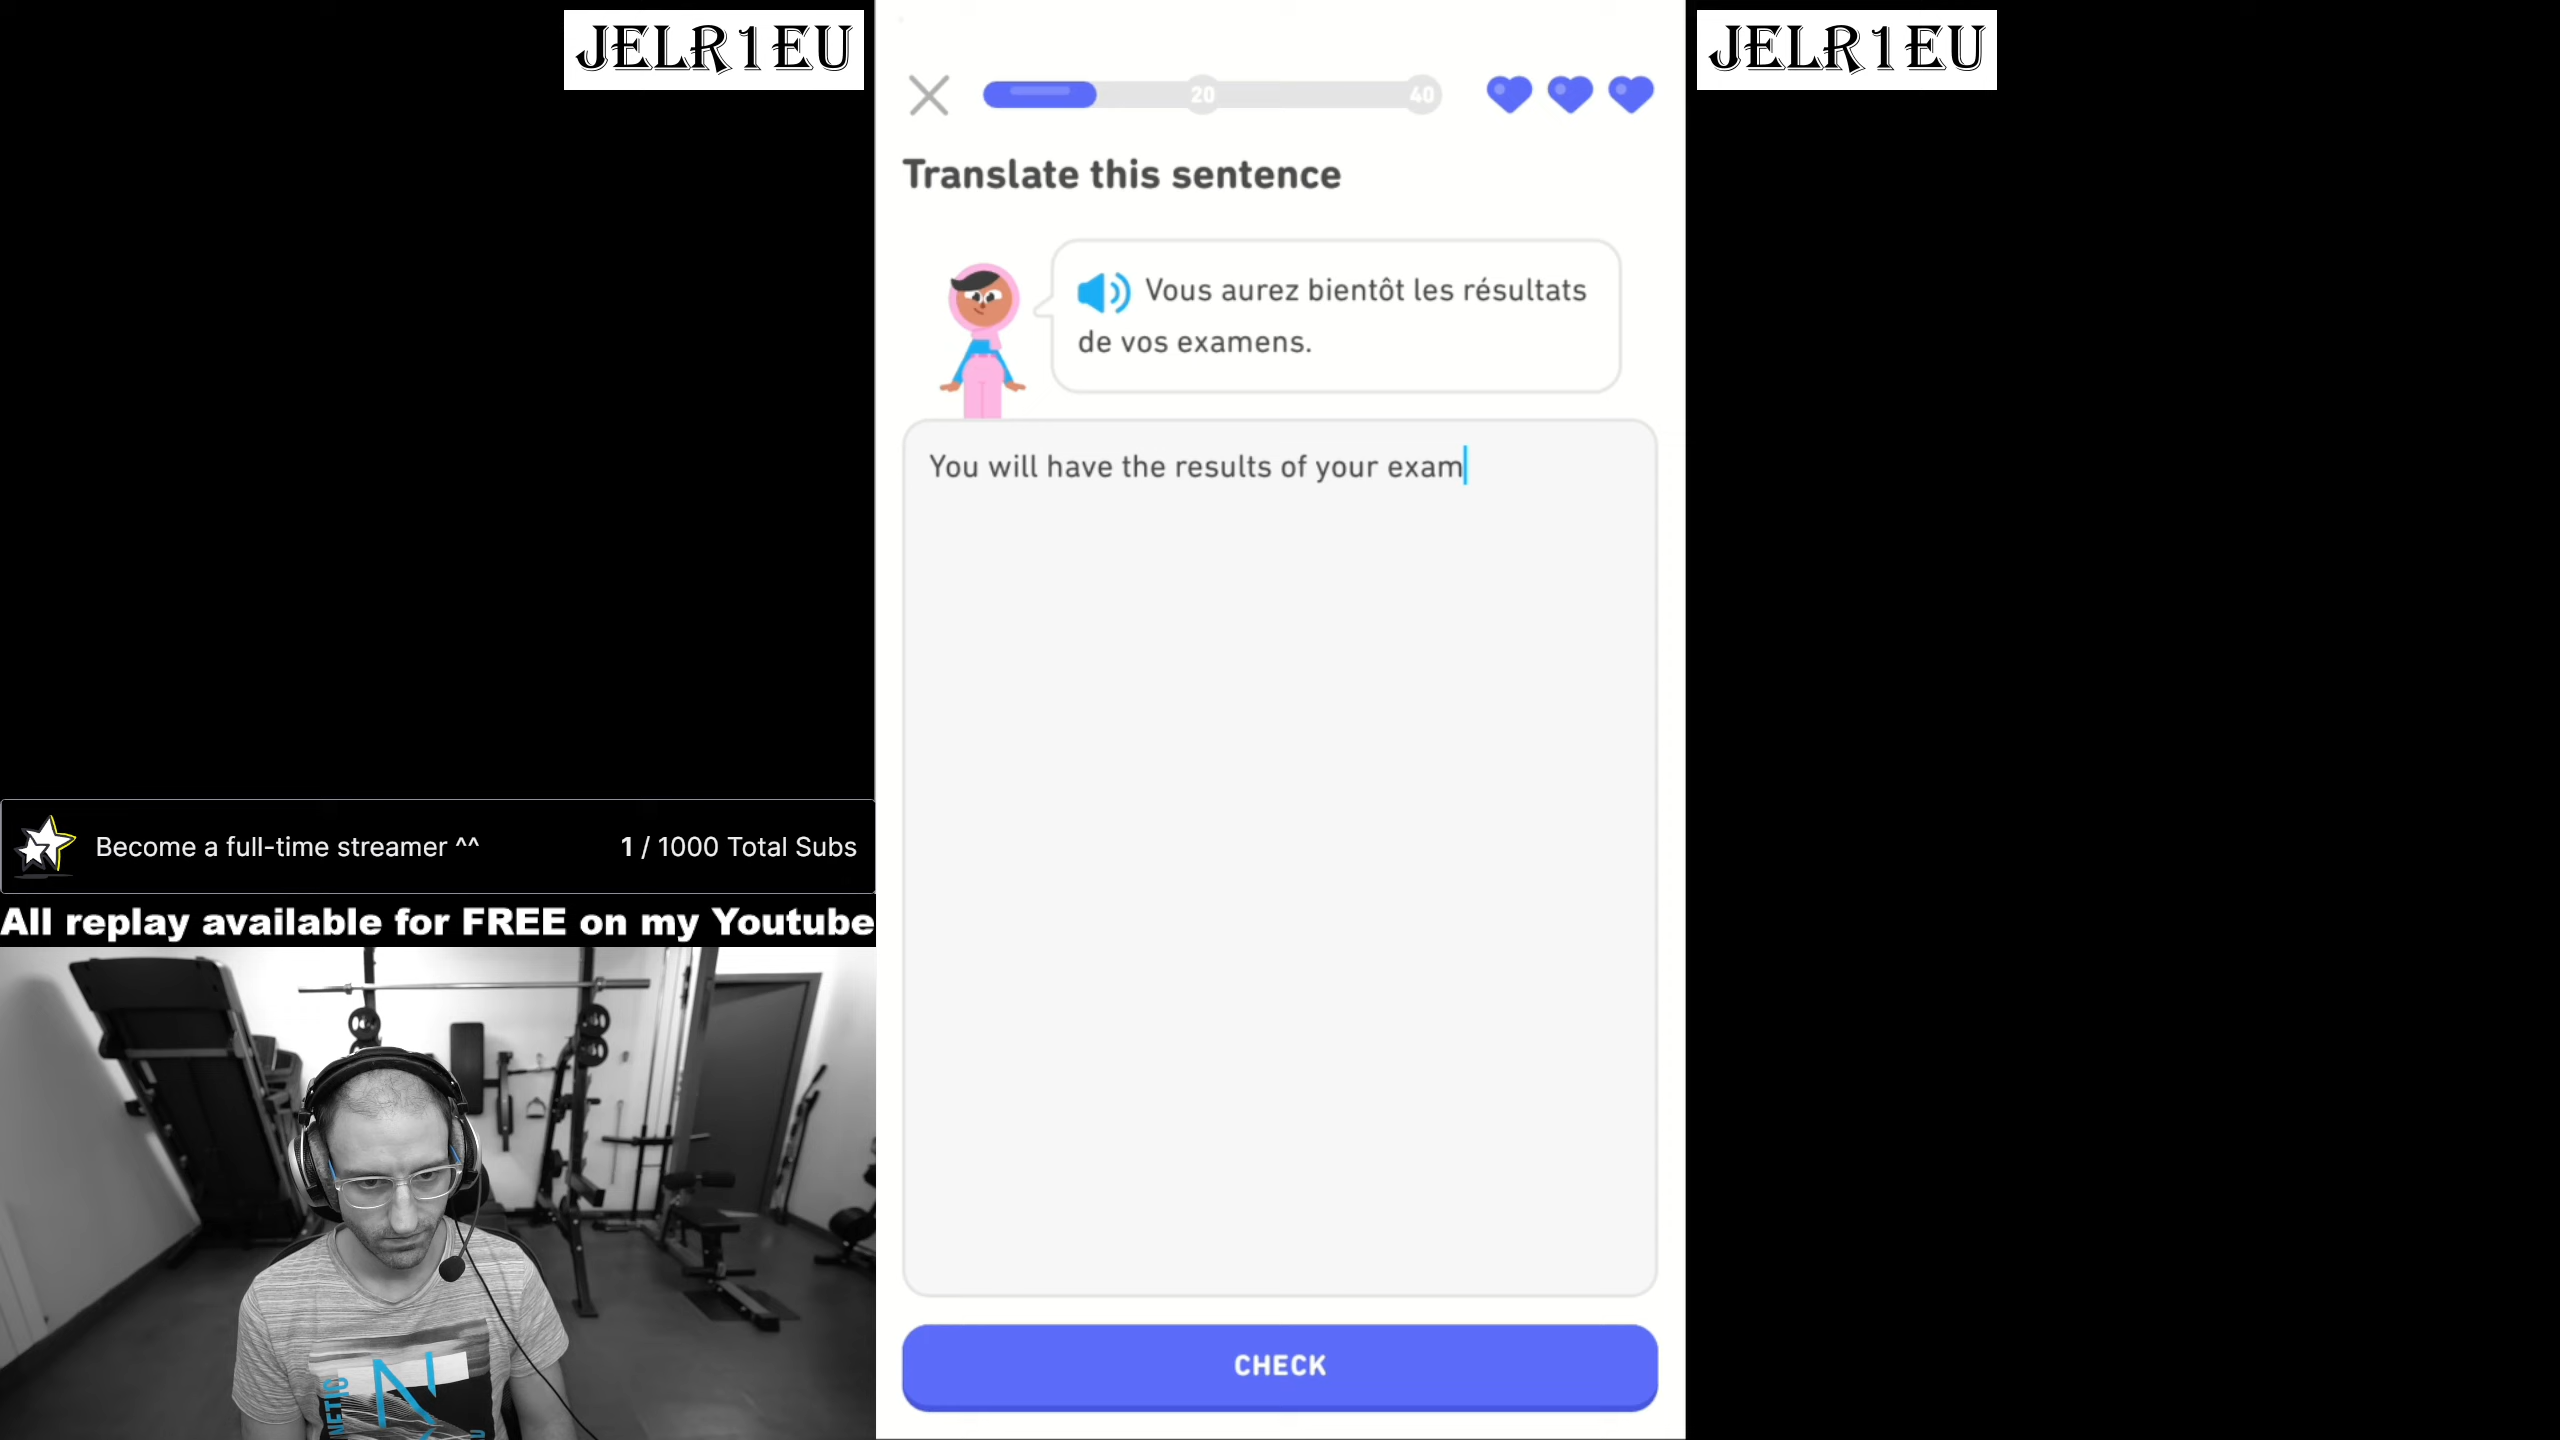 JELR1EU
JELR1EU
20
40
Translate this sentence
Vous aurez bientôt les résultats
de vos examens.
You will have the results of your exam
Become a full-time streamer ^^
1 / 1000 Total Subs
All replay available for FREE on my Youtube
CHECK